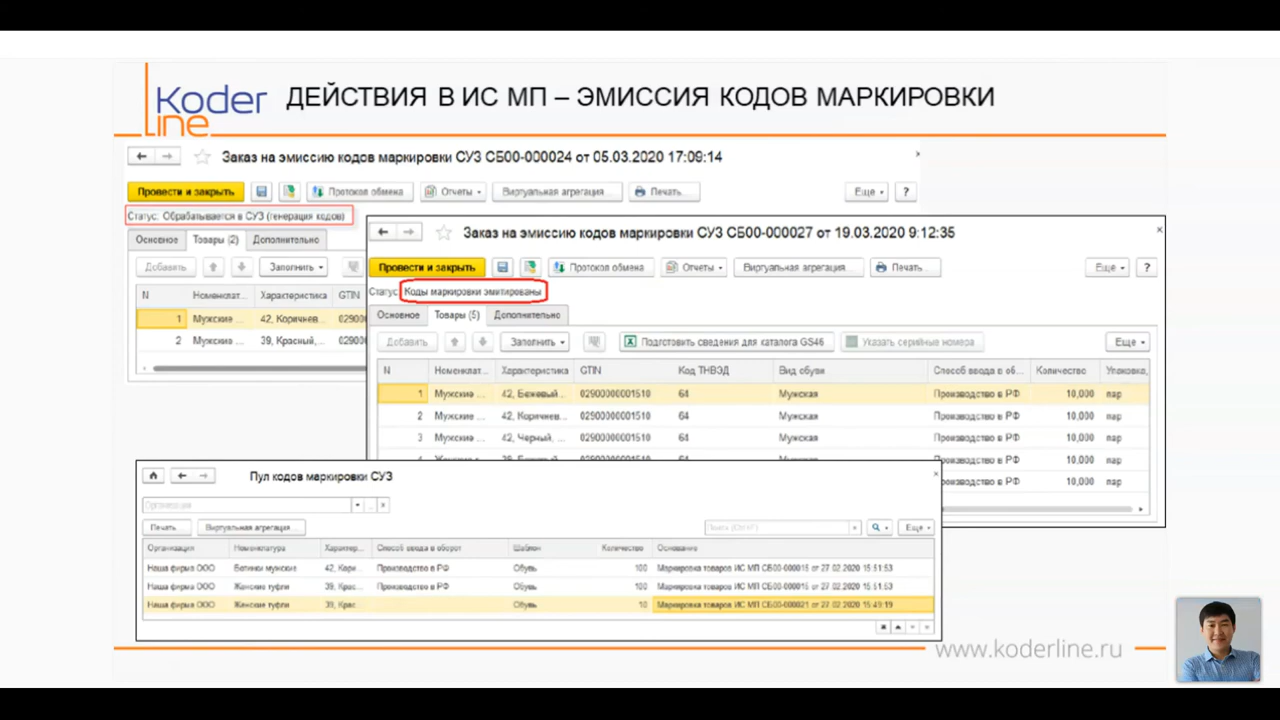 Koder line
ДЕЙСТВИЯ В ИС МП – ЭМИССИЯ КОДОВ МАРКИРОВКИ
Заказ на эмиссию кодов маркировки СУЗ СБ00-000024 от 05.03.2020 17:09:14
Провести и закрыть Протокол обмена Отчеты Виртуальная агрегация... Печать... Еще ?
Статус: Обрабатывается в СУЗ (генерация кодов)
Основное Товары (2) Дополнительно
Добавить Заполнить
N Номенклат... Характеристика GTIN
1 Мужские ... 42, Коричнев... 02900
2 Мужские ... 39, Красный,... 02900
Заказ на эмиссию кодов маркировки СУЗ СБ00-000027 от 19.03.2020 9:12:35
Провести и закрыть Протокол обмена Отчеты Виртуальная агрегация... Печать... Еще ?
Статус: Коды маркировки эмитированы
Основное Товары (5) Дополнительно
Добавить Заполнить Подготовить сведения для каталога GS46 Указать серийные номера Еще
N Номенклат... Характеристика GTIN Код ТНВЭД Вид обуви Способ ввода в об... Количество Упаковка,
1 Мужские ... 42, Бежевый... 02900000001510 64 Мужская Производство в РФ 10,000 пар
2 Мужские ... 42, Коричнев... 02900000001510 64 Мужская Производство в РФ 10,000 пар
3 Мужские ... 42, Черный, ... 02900000001510 64 Мужская Производство в РФ 10,000 пар
Производство в РФ 10,000 пар
Производство в РФ 10,000 пар
Пул кодов маркировки СУЗ
Организация
Печать... Виртуальная агрегация... Поиск (Ctrl+F) Еще
Организация Номенклатура Характер... Способ ввода в оборот Шаблон Количество Основание
Наша фирма ООО Ботинки мужские 42, Кори... Производство в РФ Обувь 100 Маркировка товаров ИС МП СБ00-000015 от 27.02.2020 15:51:53
Наша фирма ООО Женские туфли 39, Крас... Производство в РФ Обувь 100 Маркировка товаров ИС МП СБ00-000015 от 27.02.2020 15:51:53
Наша фирма ООО Женские туфли 39, Крас... Обувь 10 Маркировка товаров ИС МП СБ00-000021 от 27.02.2020 15:49:19
www.koderline.ru